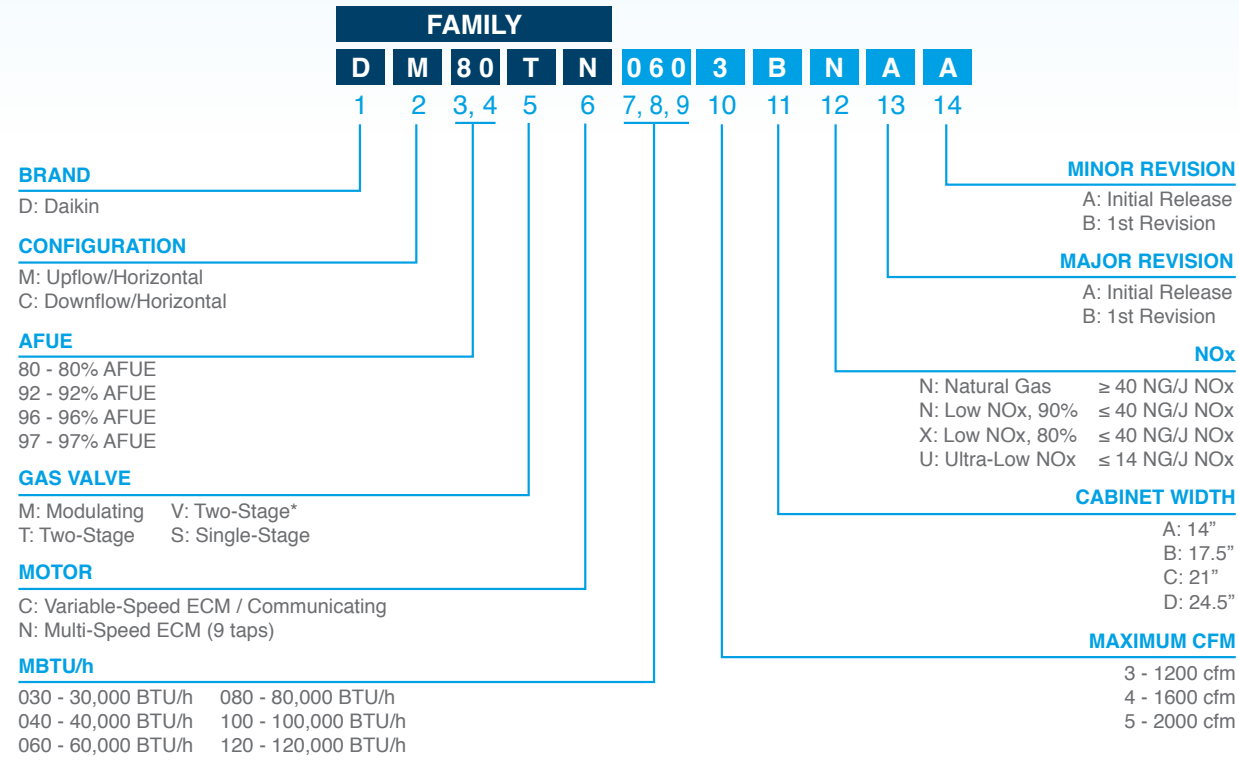 FAMILY
D M 80 T N 060 3 B N A A
1 2 3, 4 5 6 7, 8, 9 10 11 12 13 14
BRAND
D: Daikin
CONFIGURATION
M: Upflow/Horizontal
C: Downflow/Horizontal
AFUE
80 - 80% AFUE
92 - 92% AFUE
96 - 96% AFUE
97 - 97% AFUE
GAS VALVE
M: Modulating V: Two-Stage*
T: Two-Stage S: Single-Stage
MOTOR
C: Variable-Speed ECM / Communicating
N: Multi-Speed ECM (9 taps)
MBTU/h
030 - 30,000 BTU/h 080 - 80,000 BTU/h
040 - 40,000 BTU/h 100 - 100,000 BTU/h
060 - 60,000 BTU/h 120 - 120,000 BTU/h
MINOR REVISION
A: Initial Release
B: 1st Revision
MAJOR REVISION
A: Initial Release
B: 1st Revision
NOx
N: Natural Gas ≥ 40 NG/J NOx
N: Low NOx, 90% ≤ 40 NG/J NOx
X: Low NOx, 80% ≤ 40 NG/J NOx
U: Ultra-Low NOx ≤ 14 NG/J NOx
CABINET WIDTH
A: 14”
B: 17.5”
C: 21”
D: 24.5”
MAXIMUM CFM
3 - 1200 cfm
4 - 1600 cfm
5 - 2000 cfm